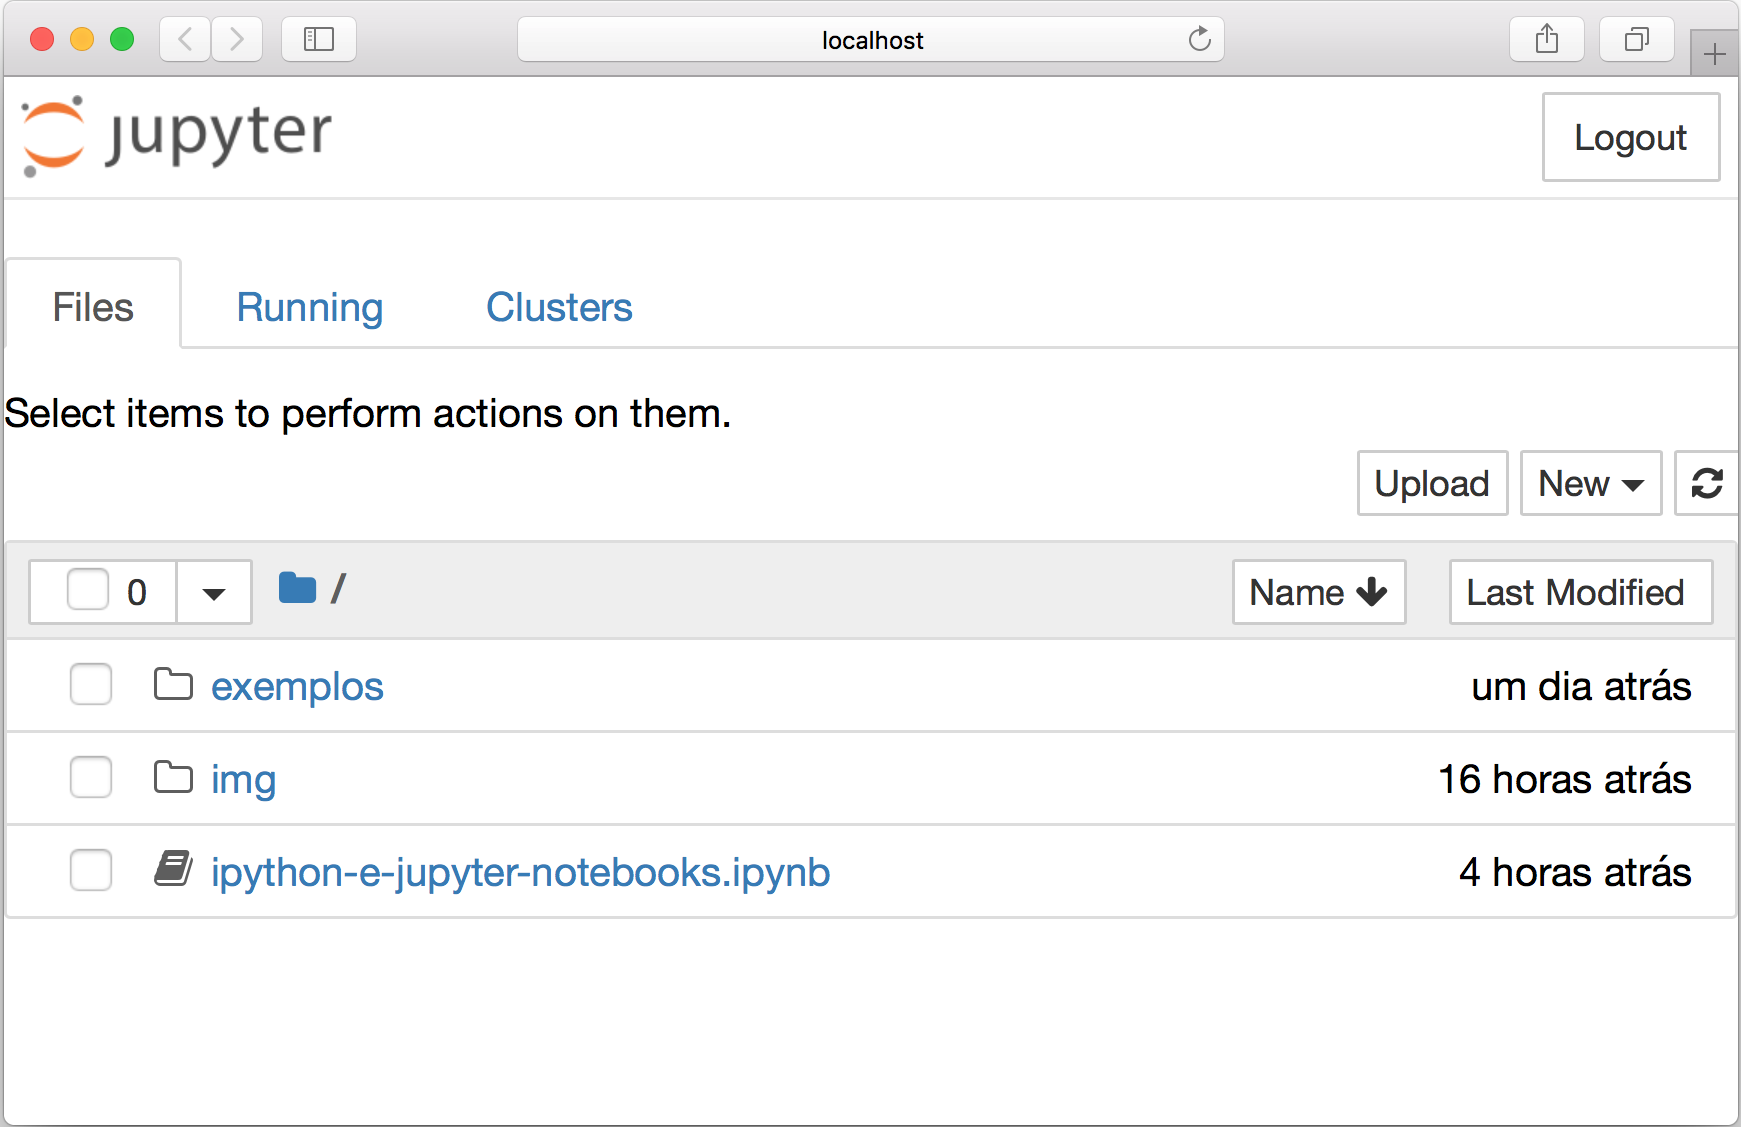 localhost
jupyter
Logout
Files Running Clusters
Select items to perform actions on them.
Upload New
0 / Name Last Modified
exemplos um dia atrás
img 16 horas atrás
ipython-e-jupyter-notebooks.ipynb 4 horas atrás